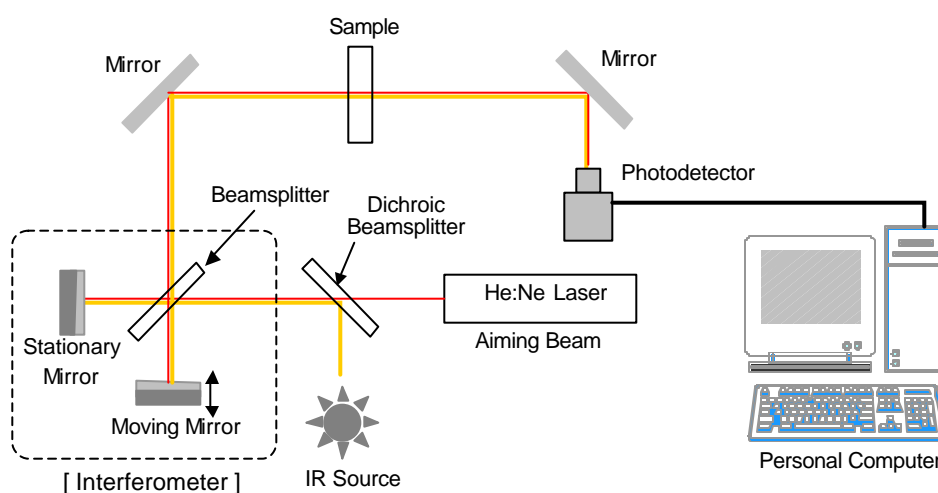 Sample
Mirror
Mirror
Photodetector
Beamsplitter
Dichroic
Beamsplitter
He:Ne Laser
Aiming Beam
Stationary
Mirror
Moving Mirror
[ Interferometer ]
IR Source
Personal Computer